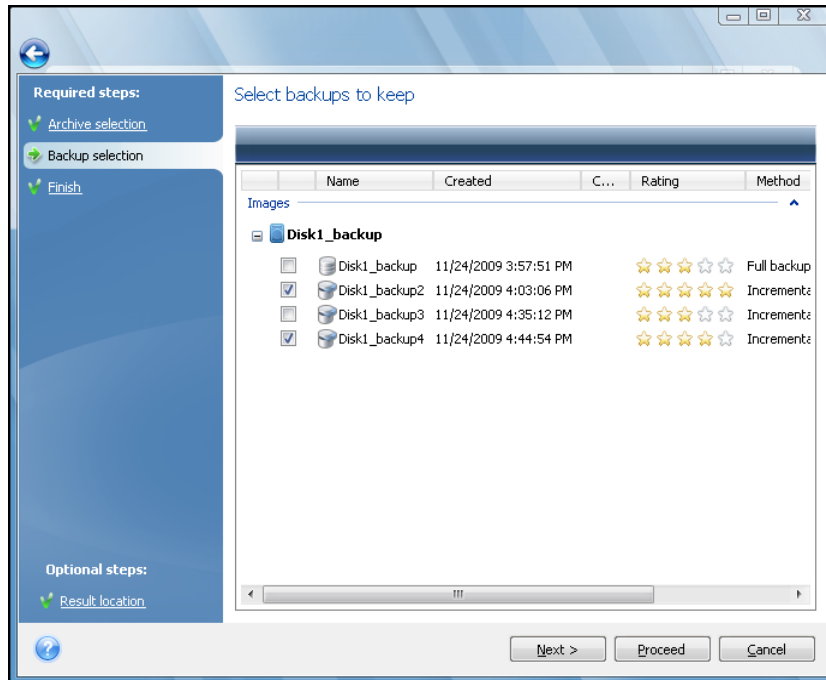 Required steps:
Archive selection
Backup selection
Finish
Optional steps:
Result location
Select backups to keep
Name Created C... Rating Method
Images
Disk1_backup
Disk1_backup 11/24/2009 3:57:51 PM Full backup
Disk1_backup2 11/24/2009 4:03:06 PM Incrementa
Disk1_backup3 11/24/2009 4:35:12 PM Incrementa
Disk1_backup4 11/24/2009 4:44:54 PM Incrementa
Next > Proceed Cancel